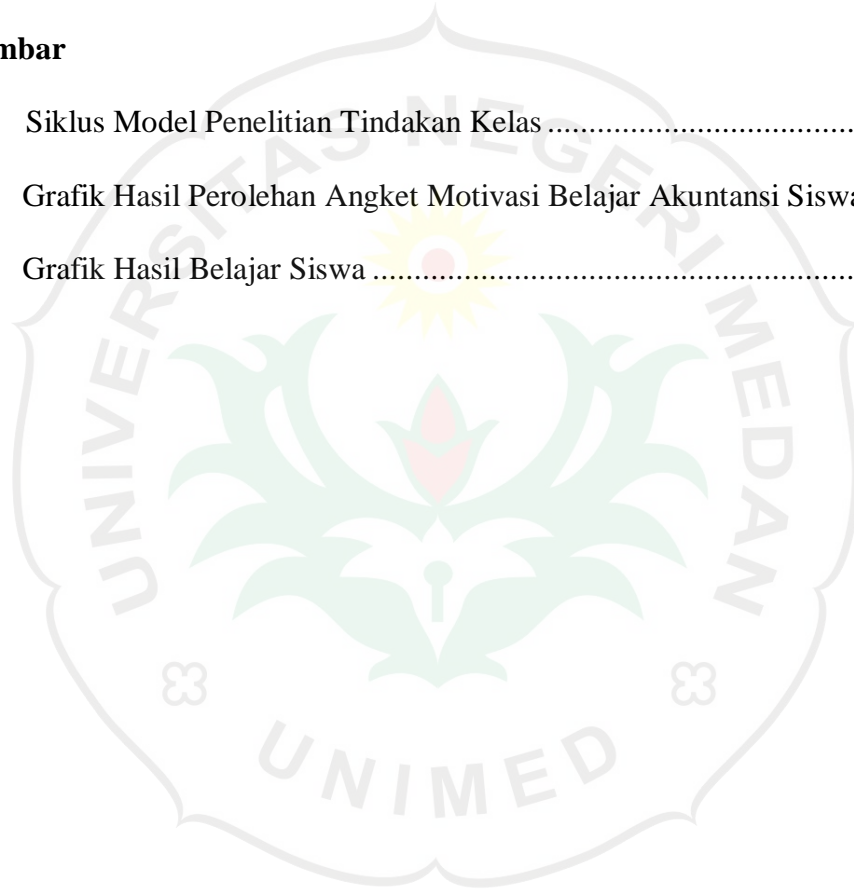 mbar
Siklus Model Penelitian Tindakan Kelas ...................................
Grafik Hasil Perolehan Angket Motivasi Belajar Akuntansi Siswa
Grafik Hasil Belajar Siswa .......................................................
UNIVERSITAS NEGERI MEDAN
UNIMED